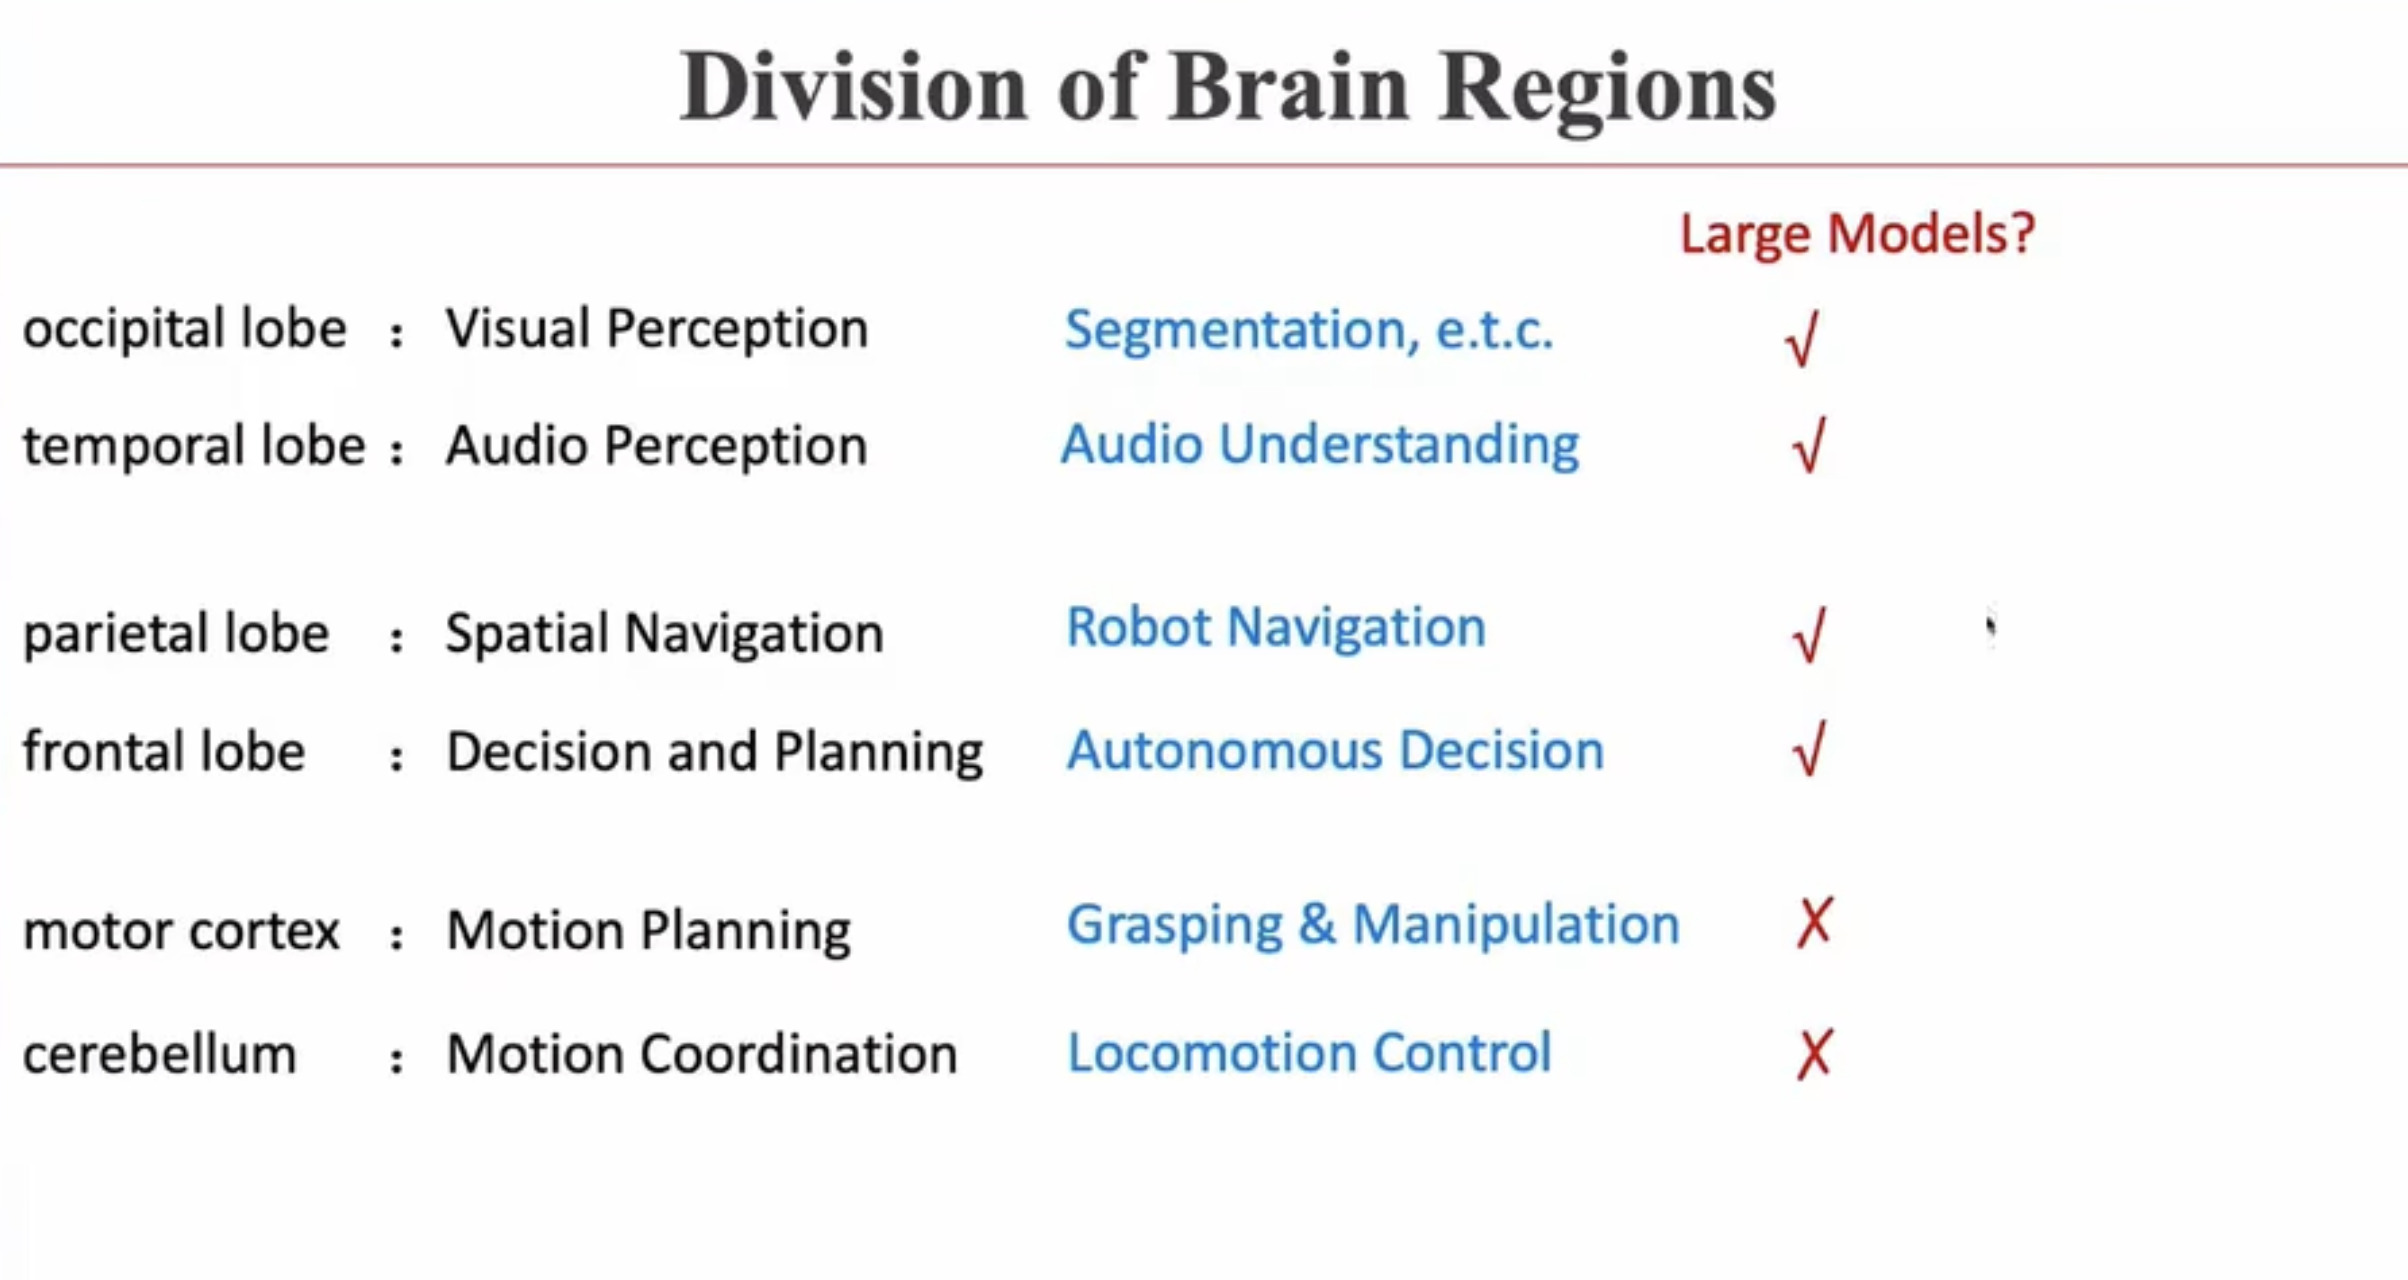 Division of Brain Regions
Large Models?
occipital lobe : Visual Perception Segmentation, e.t.c. √
temporal lobe : Audio Perception Audio Understanding √
parietal lobe : Spatial Navigation Robot Navigation √
frontal lobe : Decision and Planning Autonomous Decision √
motor cortex : Motion Planning Grasping & Manipulation ✗
cerebellum : Motion Coordination Locomotion Control ✗